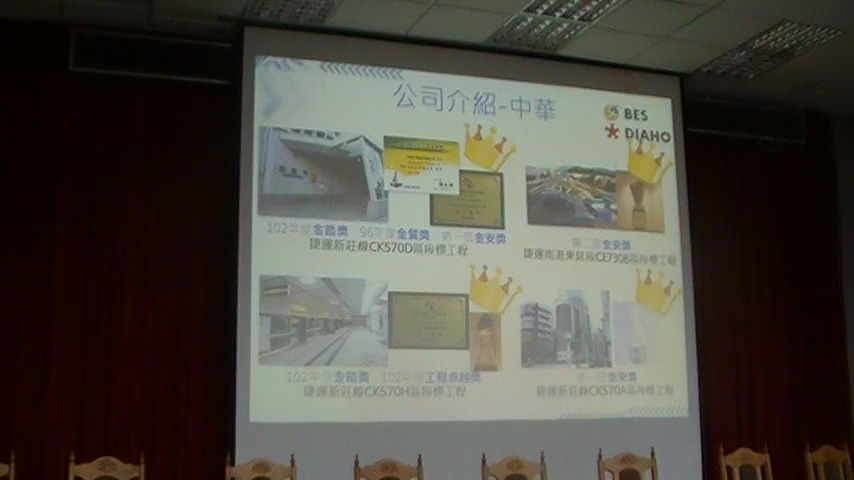 公司介紹-中華
BES
DIAHO
102年度金路獎 96年度金質獎 第一屆金安獎
捷運新莊線CK570D區段標工程
第二屆金安獎
捷運南港東延段CE730B區段標工程
102年度金路獎 102年度工程卓越獎
捷運新莊線CK570H區段標工程
金安獎
捷運新莊線CK570A區段標工程